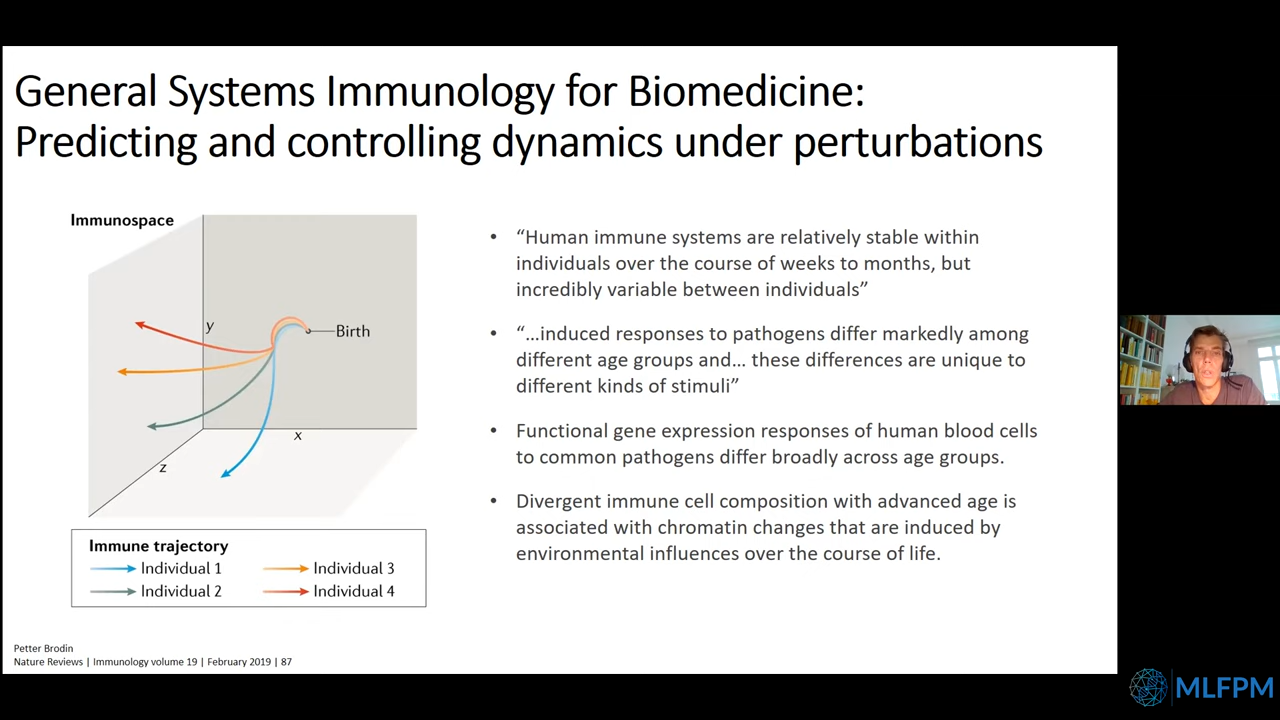 General Systems Immunology for Biomedicine:
Predicting and controlling dynamics under perturbations
Immunospace
y
Birth
x
z
Immune trajectory
Individual 1
Individual 3
Individual 2
Individual 4
• “Human immune systems are relatively stable within
individuals over the course of weeks to months, but
incredibly variable between individuals”
• “…induced responses to pathogens differ markedly among
different age groups and… these differences are unique to
different kinds of stimuli”
• Functional gene expression responses of human blood cells
to common pathogens differ broadly across age groups.
• Divergent immune cell composition with advanced age is
associated with chromatin changes that are induced by
environmental influences over the course of life.
Petter Brodin
Nature Reviews | Immunology volume 19 | February 2019 | 87
MLFPM